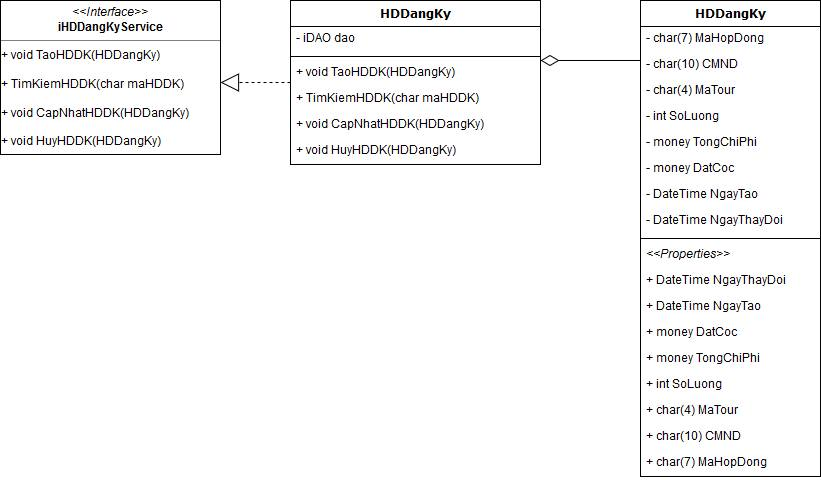 <<Interface>>
iHDDangKyService
+ void TaoHDDK(HDDangKy)
+ TimKiemHDDK(char maHDDK)
+ void CapNhatHDDK(HDDangKy)
+ void HuyHDDK(HDDangKy)
HDDangKy
- iDAO dao
+ void TaoHDDK(HDDangKy)
+ TimKiemHDDK(char maHDDK)
+ void CapNhatHDDK(HDDangKy)
+ void HuyHDDK(HDDangKy)
HDDangKy
- char(7) MaHopDong
- char(10) CMND
- char(4) MaTour
- int SoLuong
- money TongChiPhi
- money DatCoc
- DateTime NgayTao
- DateTime NgayThayDoi
<<Properties>>
+ DateTime NgayThayDoi
+ DateTime NgayTao
+ money DatCoc
+ money TongChiPhi
+ int SoLuong
+ char(4) MaTour
+ char(10) CMND
+ char(7) MaHopDong